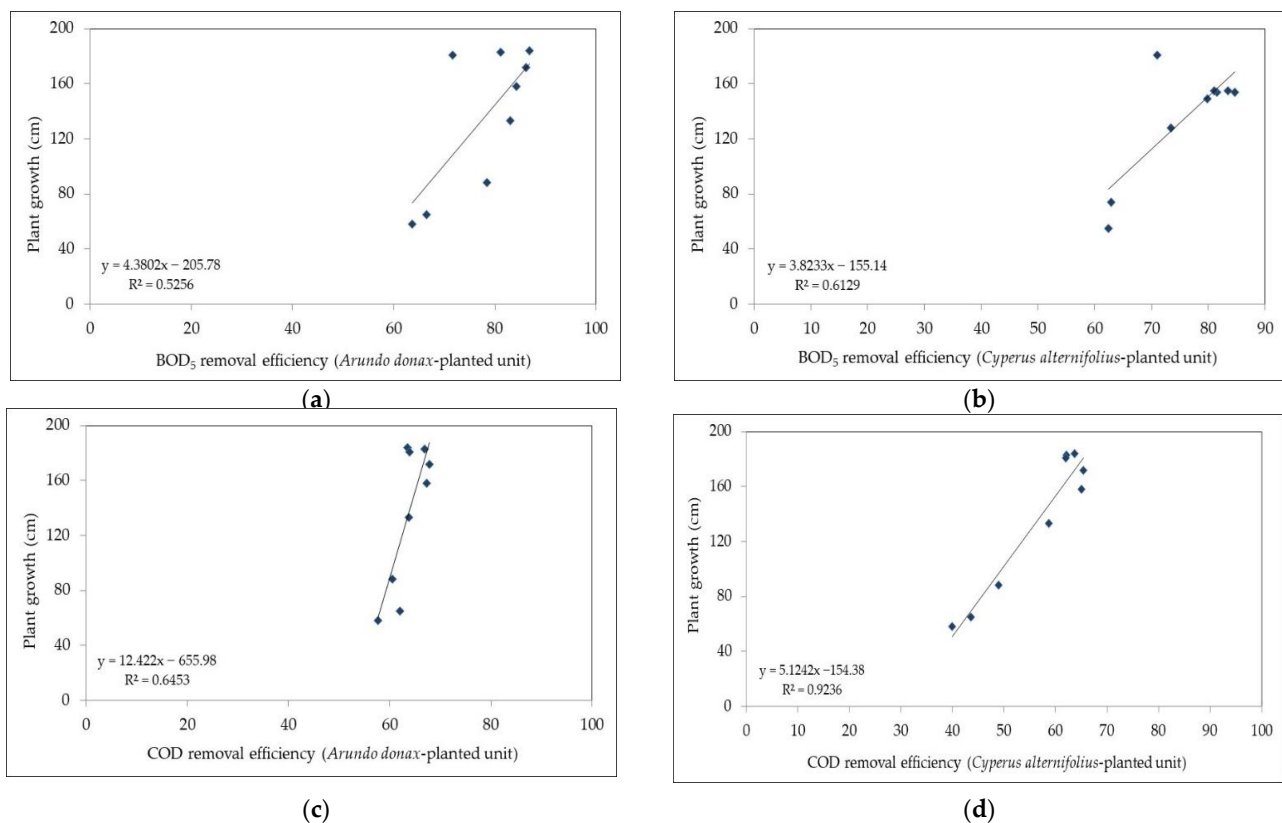 200
160
120
80
40
0
Plant growth (cm)
y = 4.3802x − 205.78
R² = 0.5256
0 20 40 60 80 100
BOD₅ removal efficiency (Arundo donax-planted unit)
(a)
200
160
120
80
40
0
Plant growth (cm)
y = 3.8233x − 155.14
R² = 0.6129
0 10 20 30 40 50 60 70 80 90
BOD₅ removal efficiency (Cyperus alternifolius-planted unit)
(b)
200
160
120
80
40
0
Plant growth (cm)
y = 12.422x − 655.98
R² = 0.6453
0 20 40 60 80 100
COD removal efficiency (Arundo donax-planted unit)
(c)
200
160
120
80
40
0
Plant growth (cm)
y = 5.1242x −154.38
R² = 0.9236
0 10 20 30 40 50 60 70 80 90 100
COD removal efficiency (Cyperus alternifolius-planted unit)
(d)